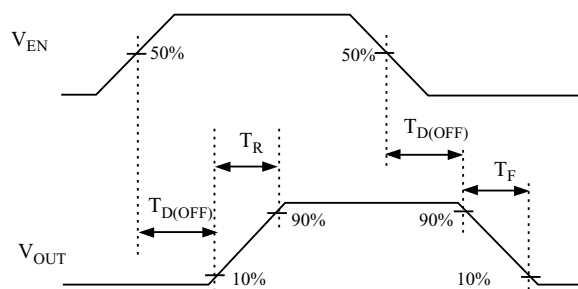 V_EN
50%
50%
T_D(OFF)
T_R
T_F
T_D(OFF)
90%
90%
V_OUT
10%
10%